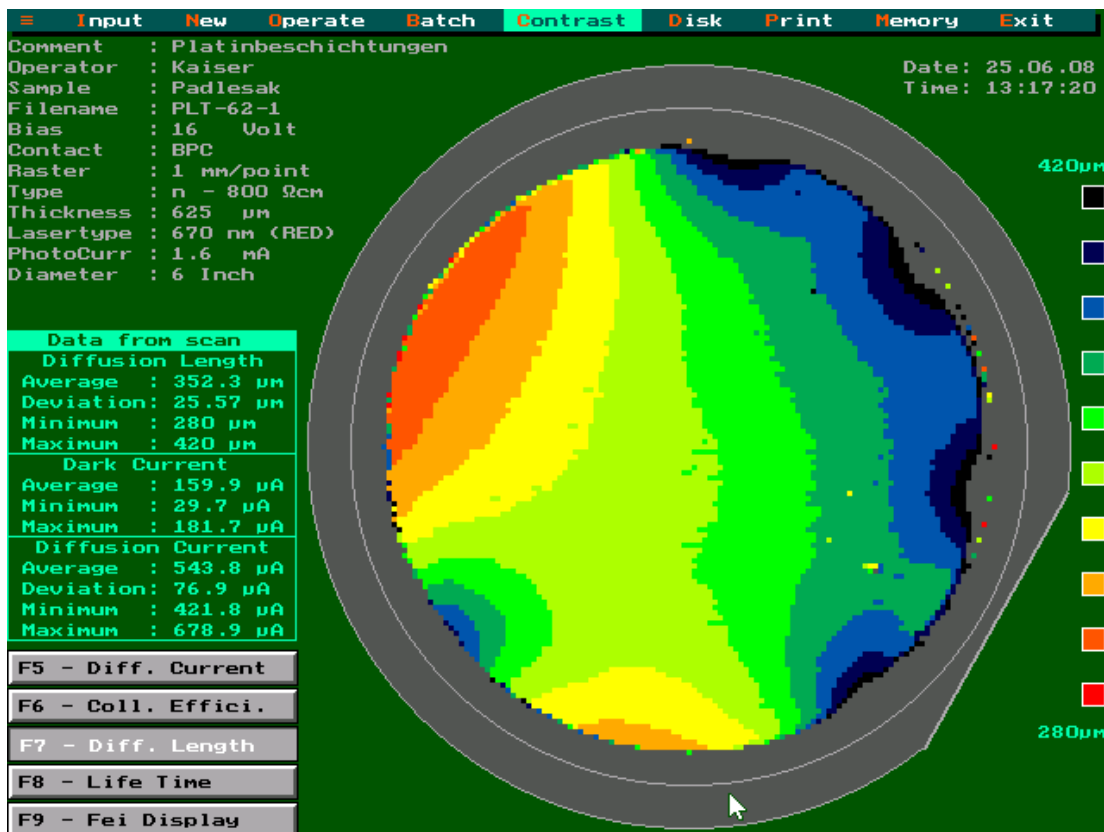 ≡ Input New Operate Batch Contrast Disk Print Memory Exit
Comment : Platinbeschichtungen
Operator : Kaiser
Sample : Padlesak
Filename : PLT-62-1
Bias : 16 Volt
Contact : BPC
Raster : 1 mm/point
Type : n - 800 Ωcm
Thickness : 625 µm
Lasertype : 670 nm (RED)
PhotoCurr : 1.6 mA
Diameter : 6 Inch
Date: 25.06.08
Time: 13:17:20
420µm
280µm
Data from scan
Diffusion Length
Average : 352.3 µm
Deviation: 25.57 µm
Minimum : 280 µm
Maximum : 420 µm
Dark Current
Average : 159.9 µA
Minimum : 29.7 µA
Maximum : 181.7 µA
Diffusion Current
Average : 543.8 µA
Deviation: 76.9 µA
Minimum : 421.8 µA
Maximum : 678.9 µA
F5 - Diff. Current
F6 - Coll. Effici.
F7 - Diff. Length
F8 - Life Time
F9 - Fei Display